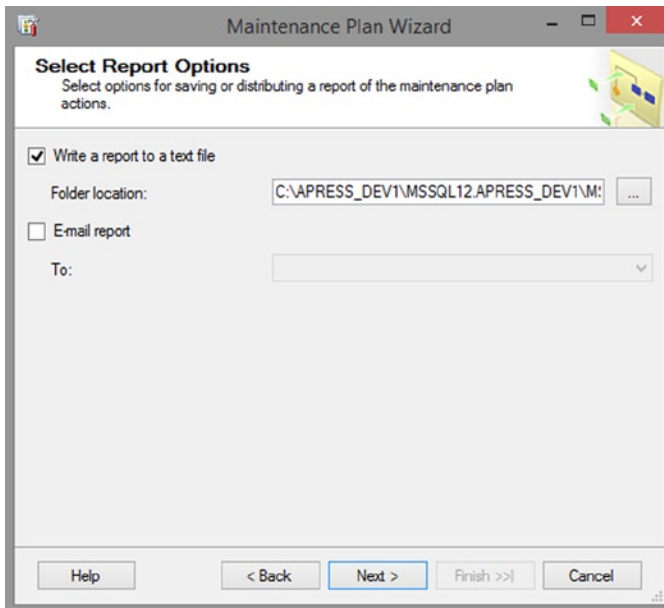 Maintenance Plan Wizard
Select Report Options
Select options for saving or distributing a report of the maintenance plan
actions.
Write a report to a text file
Folder location:
C:\APRESS_DEV1\MSSQL12.APRESS_DEV1\M
...
E-mail report
To:
Help
< Back
Next >
Finish >>|
Cancel